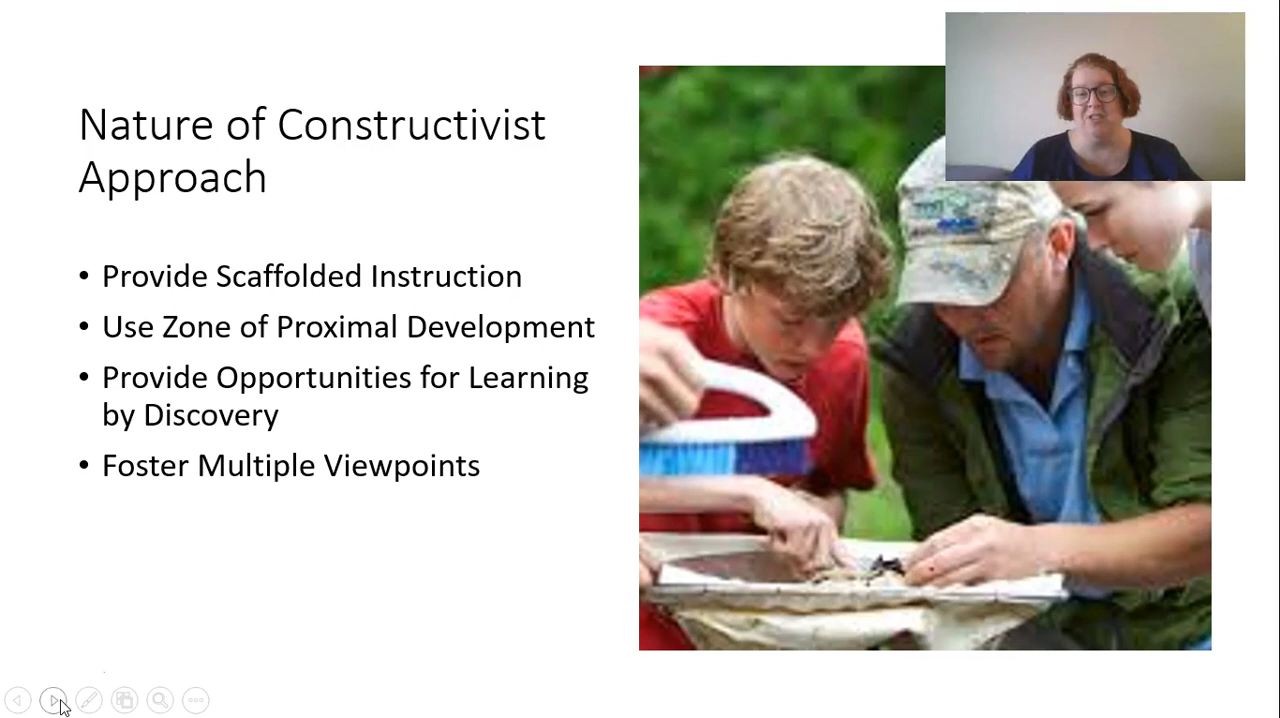 Nature of Constructivist
Approach
• Provide Scaffolded Instruction
• Use Zone of Proximal Development
• Provide Opportunities for Learning
by Discovery
• Foster Multiple Viewpoints